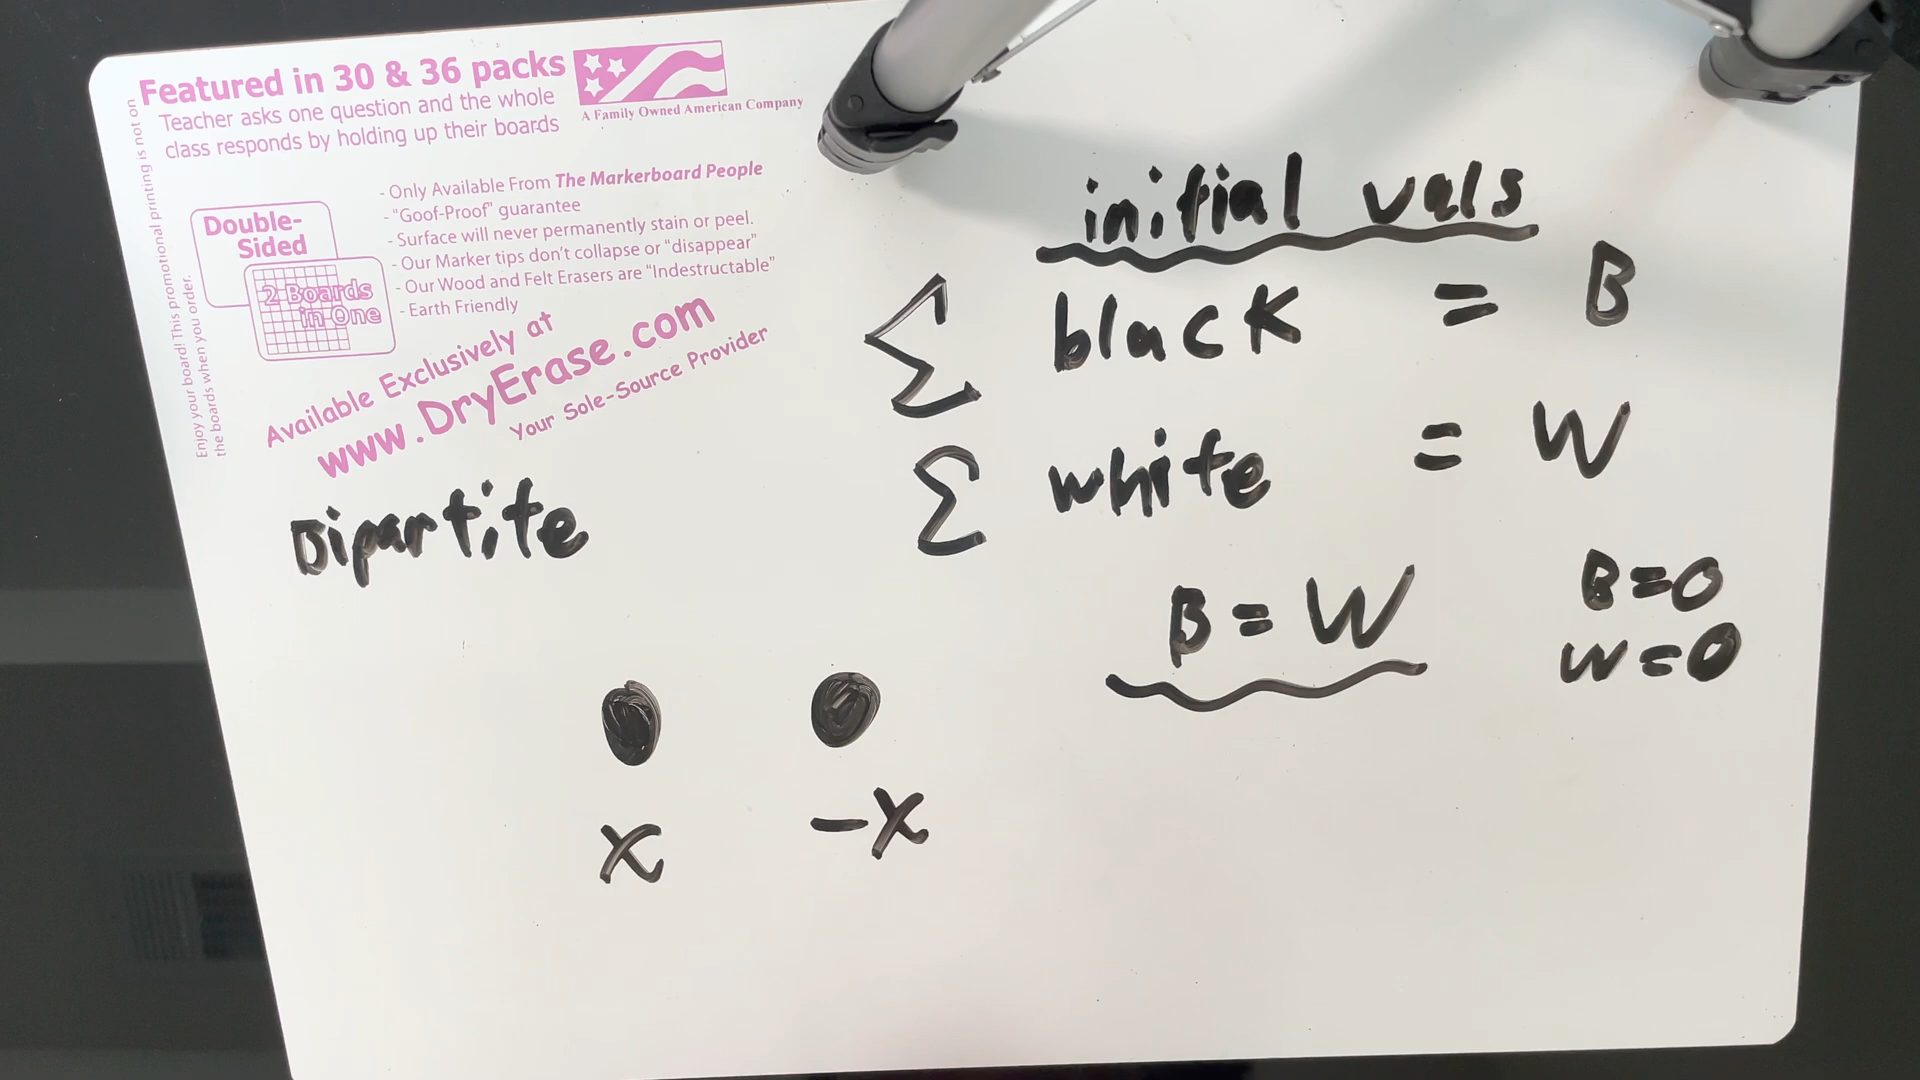 Featured in 30 & 36 packs
Teacher asks one question and the whole
class responds by holding up their boards
A Family Owned American Company
Enjoy your board! This promotional printing is not on
the boards when you order.
Double-
Sided
2 Boards
in-One
- Only Available From The Markerboard People
- "Goof-Proof" guarantee
- Surface will never permanently stain or peel.
- Our Marker tips don't collapse or "disappear"
- Our Wood and Felt Erasers are "Indestructable"
- Earth Friendly
Available Exclusively at
www.DryErase.com
Your Sole-Source Provider
initial vals
∑ black = B
∑ white = W
Bipartite
B = W
B=0
W=0
x -x